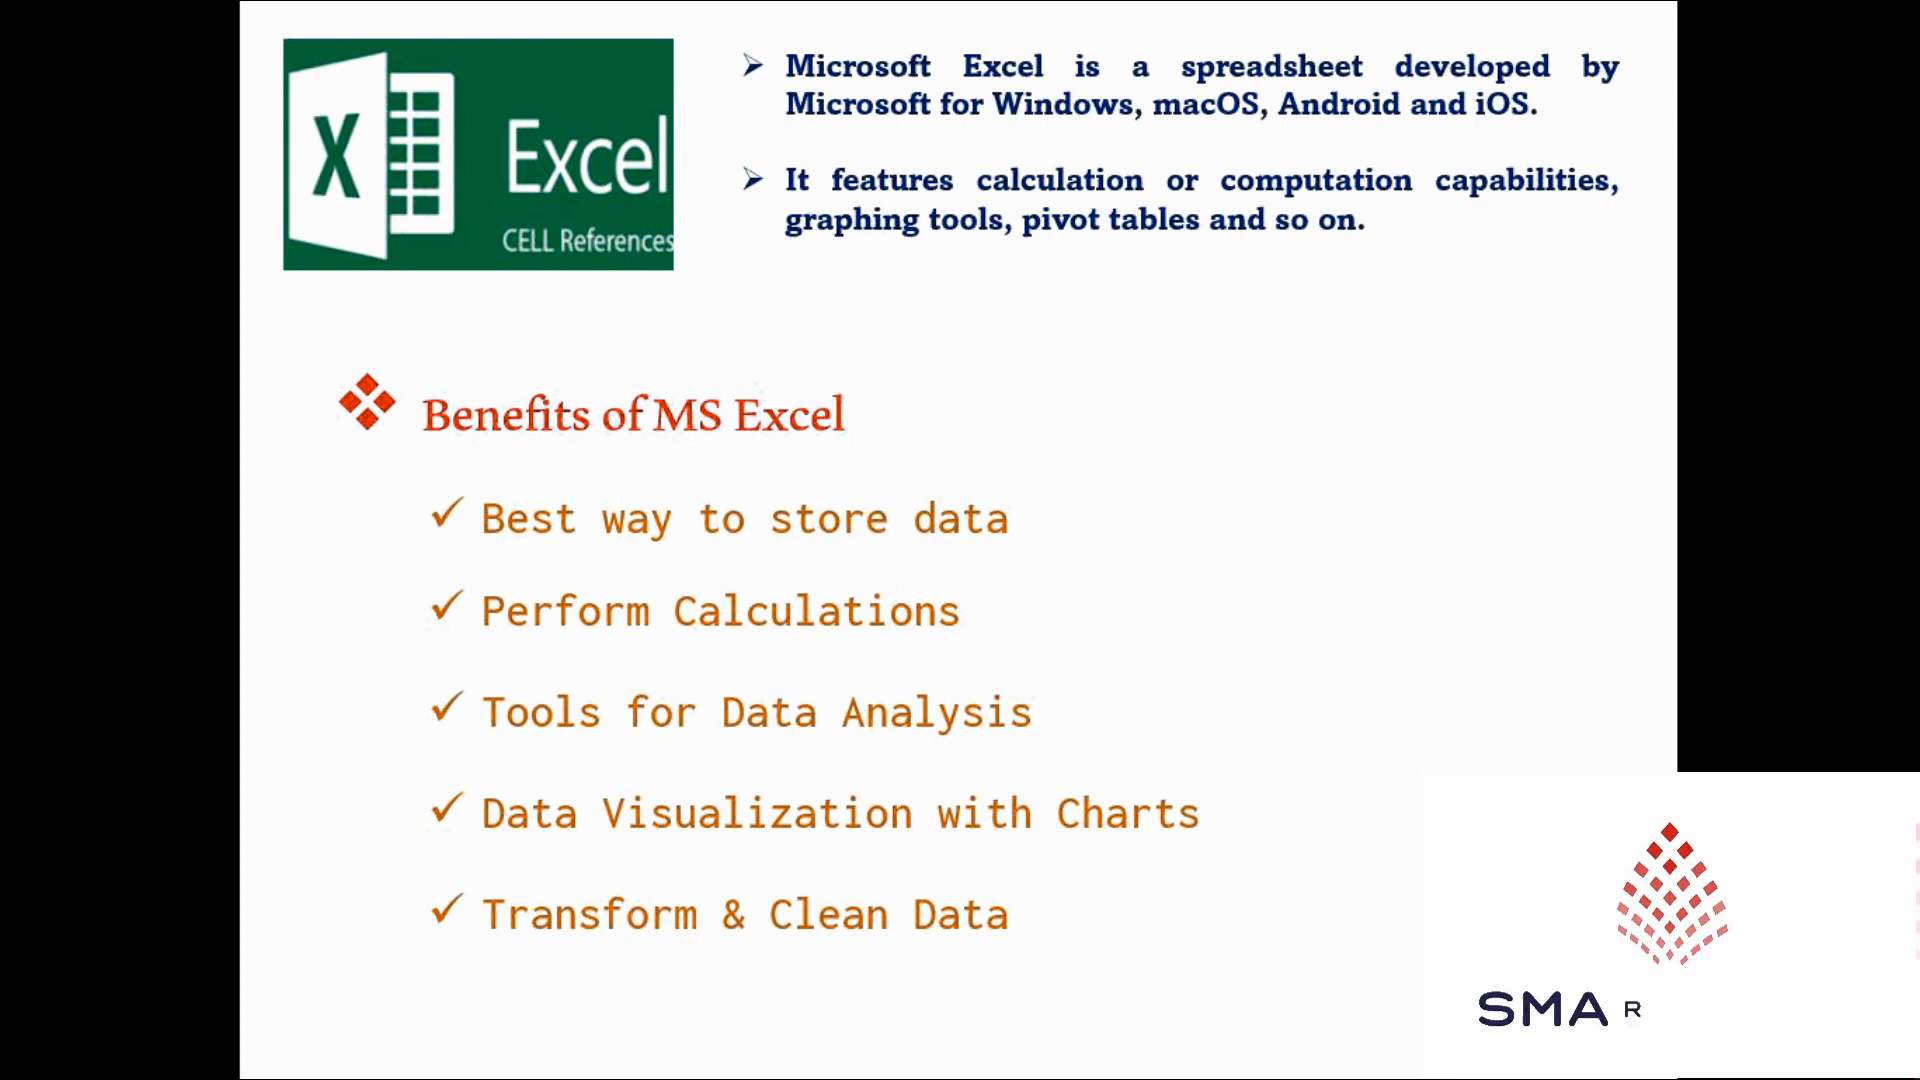 X
Excel
CELL References
Microsoft Excel is a spreadsheet developed by
Microsoft for Windows, macOS, Android and iOS.
It features calculation or computation capabilities,
graphing tools, pivot tables and so on.
Benefits of MS Excel
Best way to store data
Perform Calculations
Tools for Data Analysis
Data Visualization with Charts
Transform & Clean Data
SMA R